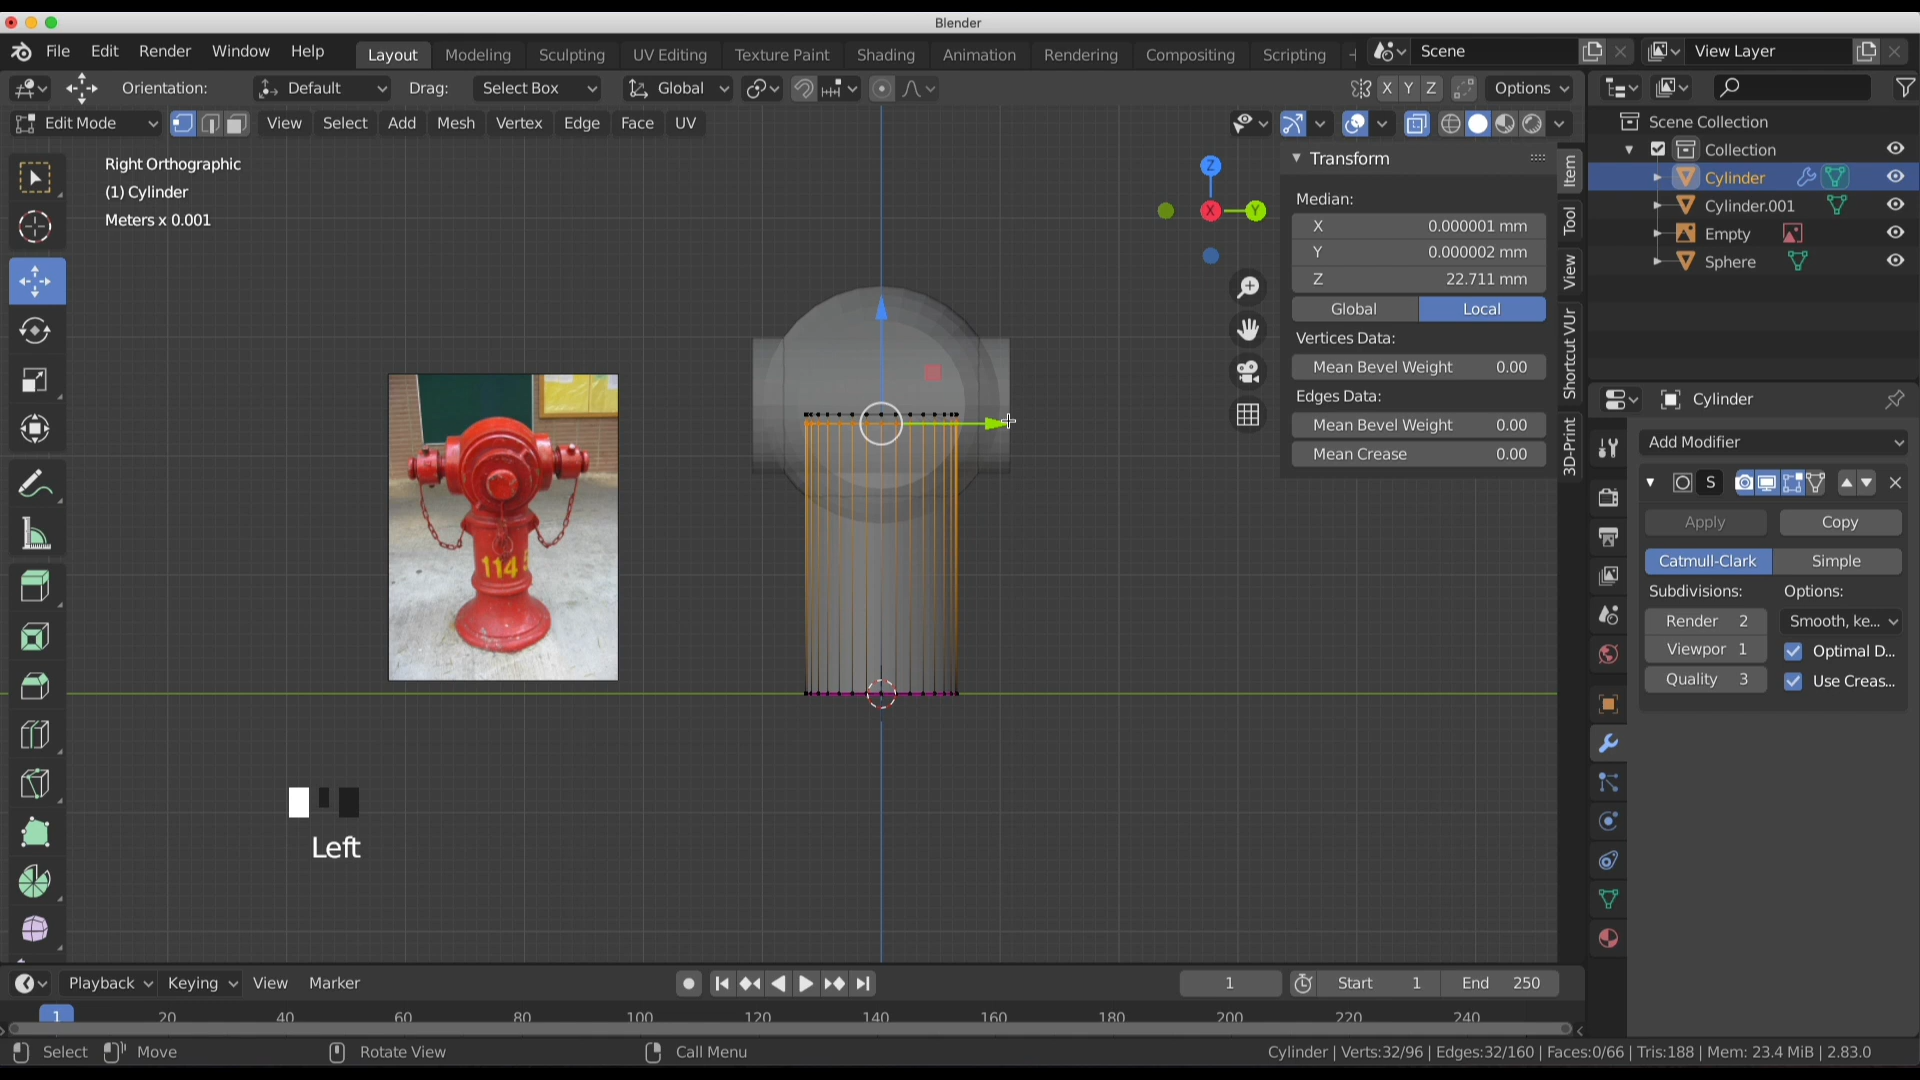 Blender
File Edit Render Window Help Layout Modeling Sculpting UV Editing Texture Paint Shading Animation Rendering Compositing Scripting Scene View Layer
Orientation: Default Drag: Select Box Global X Y Z Options
Edit Mode View Select Add Mesh Vertex Edge Face UV
Right Orthographic
(1) Cylinder
Meters x 0.001
Z
X
Y
Transform
Median:
X 0.000001 mm
Y 0.000002 mm
Z 22.711 mm
Global Local
Vertices Data:
Mean Bevel Weight 0.00
Edges Data:
Mean Bevel Weight 0.00
Mean Crease 0.00
Item
Tool
View
Shortcut VUr
3D-Print
Scene Collection
Collection
Cylinder
Cylinder.001
Empty
Sphere
Cylinder
Add Modifier
S
Apply Copy
Catmull-Clark Simple
Subdivisions: Options:
Render 2 Smooth, ke...
Viewpor 1 Optimal D...
Quality 3 Use Creas...
114
Left
Playback Keying View Marker 1 Start 1 End 250
1 20 40 60 80 100 120 140 160 180 200 220 240
Select Move Rotate View Call Menu Cylinder | Verts:32/96 | Edges:32/160 | Faces:0/66 | Tris:188 | Mem: 23.4 MiB | 2.83.0